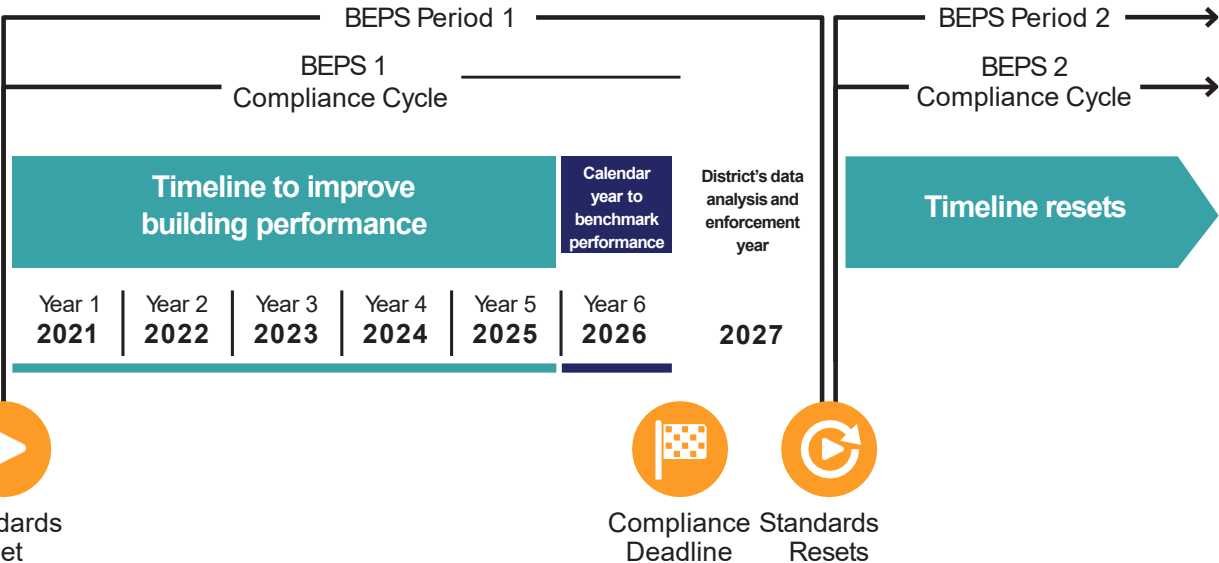 BEPS Period 1
BEPS Period 2
BEPS 1
Compliance Cycle
BEPS 2
Compliance Cycle
Timeline to improve
building performance
Calendar
year to
benchmark
performance
District's data
analysis and
enforcement
year
Timeline resets
Year 1
2021
Year 2
2022
Year 3
2023
Year 4
2024
Year 5
2025
Year 6
2026
2027
dards
et
Compliance
Deadline
Standards
Resets